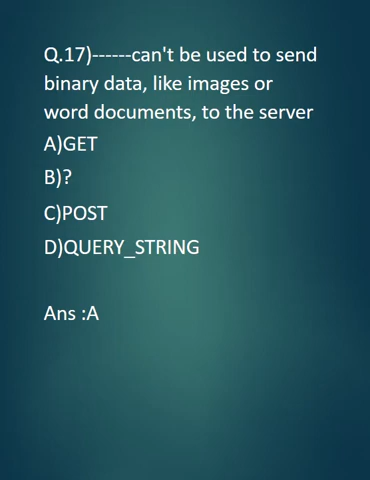 Q.17)------can't be used to send
binary data, like images or
word documents, to the server
A)GET
B)?
C)POST
D)QUERY_STRING
Ans :A